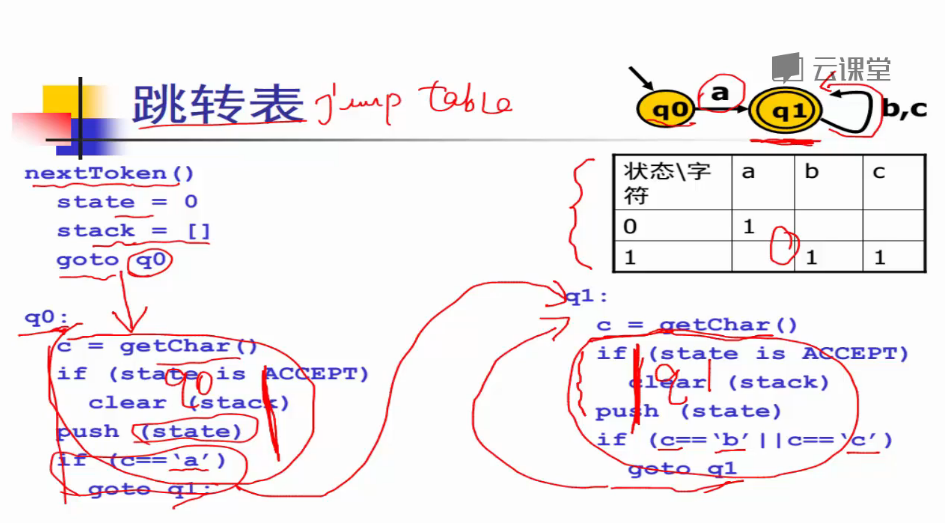 云课堂
跳转表 jump table
q0 a q1 b,c
nextToken()
state = 0
stack = []
goto q0
状态\字符 a b c
0 1
1 1 1
q0:
c = getChar()
if (state is ACCEPT)
clear (stack)
push (state)
if (c==‘a’)
goto q1:
q0
q1:
c = getChar()
if (state is ACCEPT)
clear (stack)
push (state)
if (c==‘b’||c==‘c’)
goto q1
q1